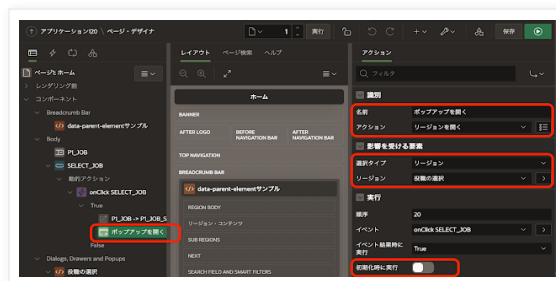 アプリケーション120 \ ページ・デザイナ
1
実行
保存
ページ1: ホーム
レンダリング前
コンポーネント
Breadcrumb Bar
data-parent-elementサンプル
Body
P1_JOB
SELECT_JOB
動的アクション
onClick SELECT_JOB
True
P1_JOB -> P1_JOB_S
ポップアップを開く
False
Dialogs, Drawers and Popups
役職の選択
レイアウト
ページ検索
ヘルプ
ホーム
BANNER
AFTER LOGO
BEFORE NAVIGATION BAR
AFTER NAVIGATION BAR
TOP NAVIGATION
BREADCRUMB BAR
data-parent-elementサンプル
REGION BODY
リージョン・コンテンツ
SUB REGIONS
NEXT
SEARCH FIELD AND SMART FILTERS
アクション
フィルタ
識別
名前 ポップアップを開く
アクション リージョンを開く
影響を受ける要素
選択タイプ リージョン
リージョン 役職の選択
実行
順序 20
イベント onClick SELECT_JOB
イベント結果時に実行 True
初期化時に実行